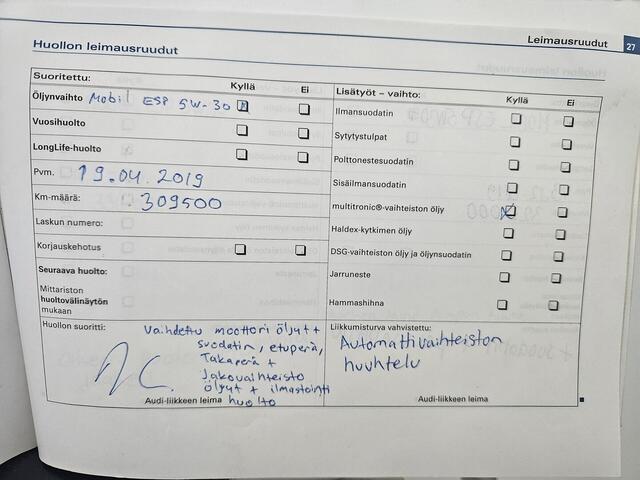 Leimausruudut
27
Huollon leimausruudut
Suoritettu:
Kyllä Ei
Öljynvaihto Mobil ESP 5W-30
Vuosihuolto
LongLife-huolto
Pvm. 19.04.2019
Km-määrä: 309500
Laskun numero:
Korjauskehotus
Seuraava huolto:
Mittariston
huoltovälinäytön
mukaan
Huollon suoritti:
Vaihdettu moottori öljyt +
suodatin, etuperä,
Takaperä +
Jakovaihteisto
öljyt + ilmastointi
huolto
Audi-liikkeen leima
Lisätyöt – vaihto:
Kyllä Ei
Ilmansuodatin
Sytytystulpat
Polttonestesuodatin
Sisäilmansuodatin
multitronic®-vaihteiston öljy
Haldex-kytkimen öljy
DSG-vaihteiston öljy ja öljynsuodatin
Jarruneste
Hammashihna
Liikkumisturva vahvistettu:
Automattivaihteiston
huuhtelu
Audi-liikkeen leima